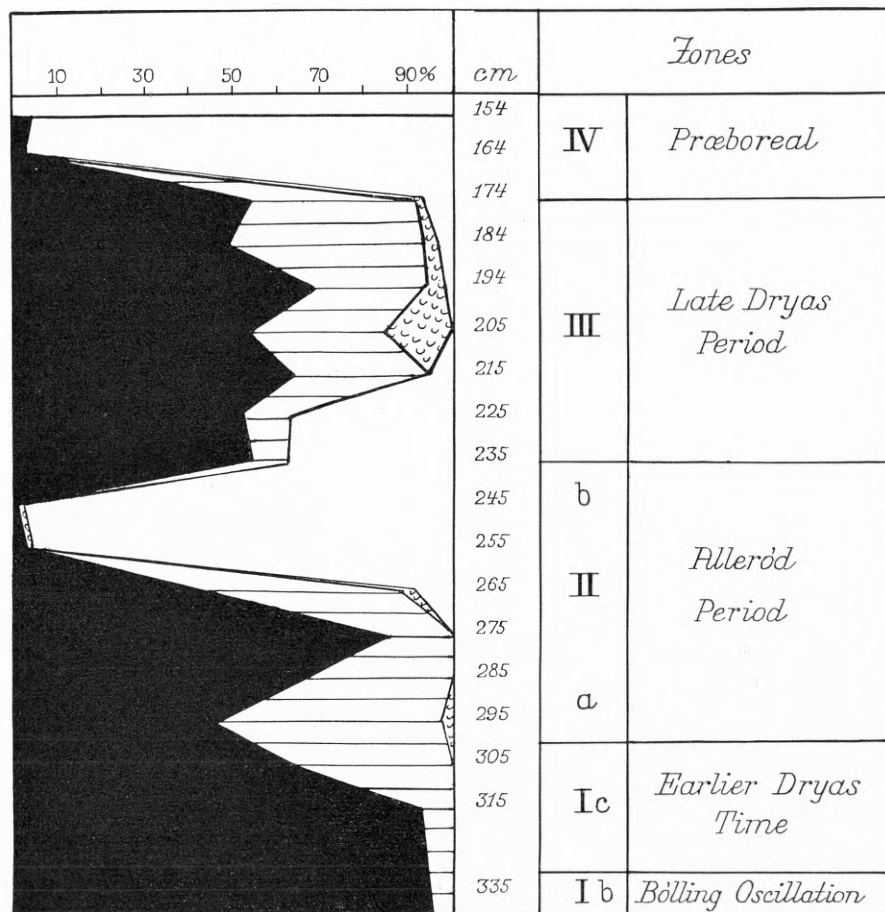 Zones
10 30 50 70 90% cm
154
IV Præboreal
164
174
184
194
III Late Dryas
Period
205
215
225
235
245
b
255
Alleröd
II
Period
265
275
285
a
295
305
Ic Earlier Dryas
Time
315
335
Ib Bölling Oscillation